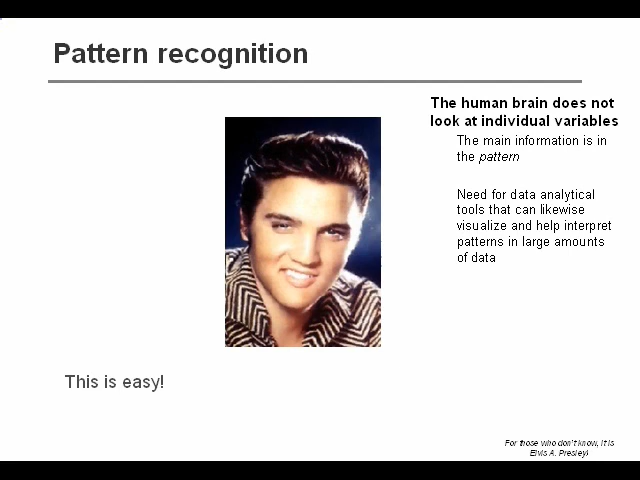 Pattern recognition
The human brain does not
look at individual variables
The main information is in
the pattern
Need for data analytical
tools that can likewise
visualize and help interpret
patterns in large amounts
of data
This is easy!
For those who don't know, it is
Elvis A. Presley!